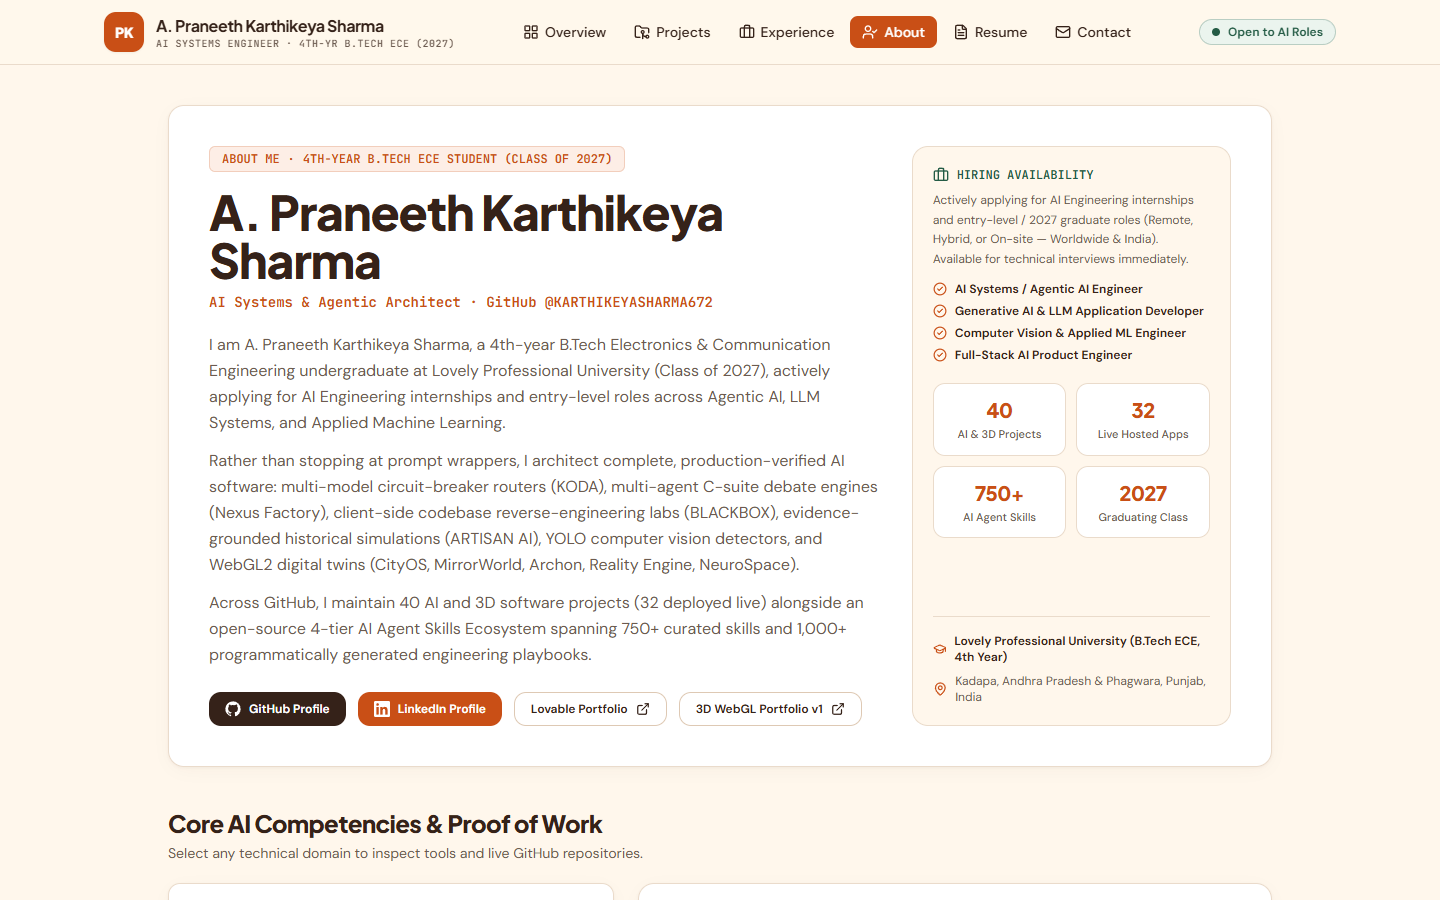 PK
A. Praneeth Karthikeya Sharma
AI SYSTEMS ENGINEER · 4TH-YR B.TECH ECE (2027)
Overview
Projects
Experience
About
Resume
Contact
Open to AI Roles
ABOUT ME · 4TH-YEAR B.TECH ECE STUDENT (CLASS OF 2027)
A. Praneeth Karthikeya
Sharma
AI Systems & Agentic Architect · GitHub @KARTHIKEYASHARMA672
I am A. Praneeth Karthikeya Sharma, a 4th-year B.Tech Electronics & Communication
Engineering undergraduate at Lovely Professional University (Class of 2027), actively
applying for AI Engineering internships and entry-level roles across Agentic AI, LLM
Systems, and Applied Machine Learning.
Rather than stopping at prompt wrappers, I architect complete, production-verified AI
software: multi-model circuit-breaker routers (KODA), multi-agent C-suite debate engines
(Nexus Factory), client-side codebase reverse-engineering labs (BLACKBOX), evidence-
grounded historical simulations (ARTISAN AI), YOLO computer vision detectors, and
WebGL2 digital twins (CityOS, MirrorWorld, Archon, Reality Engine, NeuroSpace).
Across GitHub, I maintain 40 AI and 3D software projects (32 deployed live) alongside an
open-source 4-tier AI Agent Skills Ecosystem spanning 750+ curated skills and 1,000+
programmatically generated engineering playbooks.
GitHub Profile
LinkedIn Profile
Lovable Portfolio
3D WebGL Portfolio v1
HIRING AVAILABILITY
Actively applying for AI Engineering internships
and entry-level / 2027 graduate roles (Remote,
Hybrid, or On-site — Worldwide & India).
Available for technical interviews immediately.
AI Systems / Agentic AI Engineer
Generative AI & LLM Application Developer
Computer Vision & Applied ML Engineer
Full-Stack AI Product Engineer
40
AI & 3D Projects
32
Live Hosted Apps
750+
AI Agent Skills
2027
Graduating Class
Lovely Professional University (B.Tech ECE,
4th Year)
Kadapa, Andhra Pradesh & Phagwara, Punjab,
India
Core AI Competencies & Proof of Work
Select any technical domain to inspect tools and live GitHub repositories.